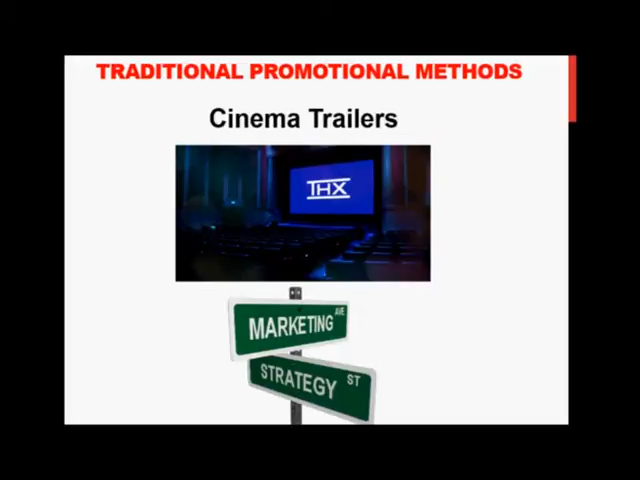 TRADITIONAL PROMOTIONAL METHODS
Cinema Trailers
THX
MARKETING AVE
STRATEGY ST